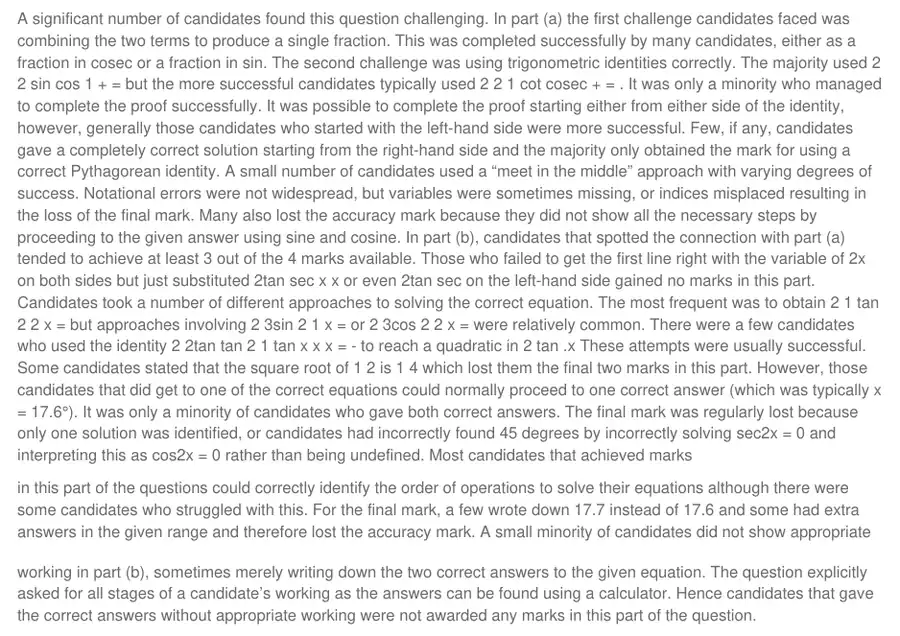 A significant number of candidates found this question challenging. In part (a) the first challenge candidates faced was
combining the two terms to produce a single fraction. This was completed successfully by many candidates, either as a
fraction in cosec or a fraction in sin. The second challenge was using trigonometric identities correctly. The majority used 2
2 sin cos 1 + = but the more successful candidates typically used 2 2 1 cot cosec + = . It was only a minority who managed
to complete the proof successfully. It was possible to complete the proof starting either from either side of the identity,
however, generally those candidates who started with the left-hand side were more successful. Few, if any, candidates
gave a completely correct solution starting from the right-hand side and the majority only obtained the mark for using a
correct Pythagorean identity. A small number of candidates used a “meet in the middle” approach with varying degrees of
success. Notational errors were not widespread, but variables were sometimes missing, or indices misplaced resulting in
the loss of the final mark. Many also lost the accuracy mark because they did not show all the necessary steps by
proceeding to the given answer using sine and cosine. In part (b), candidates that spotted the connection with part (a)
tended to achieve at least 3 out of the 4 marks available. Those who failed to get the first line right with the variable of 2x
on both sides but just substituted 2tan sec x x or even 2tan sec on the left-hand side gained no marks in this part.
Candidates took a number of different approaches to solving the correct equation. The most frequent was to obtain 2 1 tan
2 2 x = but approaches involving 2 3sin 2 1 x = or 2 3cos 2 2 x = were relatively common. There were a few candidates
who used the identity 2 2tan tan 2 1 tan x x x = - to reach a quadratic in 2 tan .x These attempts were usually successful.
Some candidates stated that the square root of 1 2 is 1 4 which lost them the final two marks in this part. However, those
candidates that did get to one of the correct equations could normally proceed to one correct answer (which was typically x
= 17.6°). It was only a minority of candidates who gave both correct answers. The final mark was regularly lost because
only one solution was identified, or candidates had incorrectly found 45 degrees by incorrectly solving sec2x = 0 and
interpreting this as cos2x = 0 rather than being undefined. Most candidates that achieved marks
in this part of the questions could correctly identify the order of operations to solve their equations although there were
some candidates who struggled with this. For the final mark, a few wrote down 17.7 instead of 17.6 and some had extra
answers in the given range and therefore lost the accuracy mark. A small minority of candidates did not show appropriate
working in part (b), sometimes merely writing down the two correct answers to the given equation. The question explicitly
asked for all stages of a candidate’s working as the answers can be found using a calculator. Hence candidates that gave
the correct answers without appropriate working were not awarded any marks in this part of the question.